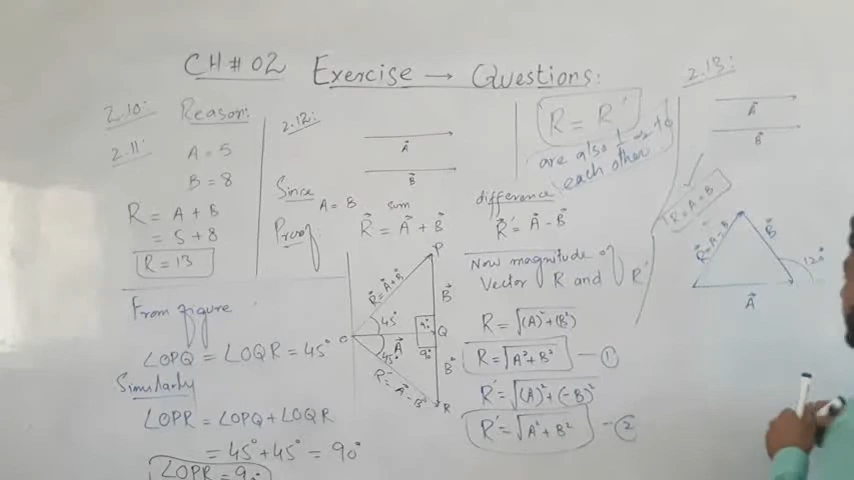 CH # 02 Exercise → Questions:
2.10: Reason:
2.11:
A = 5
B = 8
R = A + B
= 5 + 8
R = 13
2.12:
A⃗
B⃗
Since A = B
Proof
sum
R⃗ = A⃗ + B⃗
difference
R⃗' = A⃗ - B⃗
R = R'
are also ⊥ to
each other
From figure
∠OPQ = ∠OQR = 45°
Similarly
∠OPR = ∠OPQ + ∠OQR
= 45° + 45° = 90°
∠OPR = 90°
P
R⃗ = A⃗ + B⃗
B⃗
45°
90°
O
A⃗
Q
45°
90°
B⃗
R' = A⃗ - B⃗
R
Now magnitude of
Vector R and R'
R = √(A)²+(B)²
R = √A²+B² — ①
R' = √(A)²+(-B)²
R' = √A²+B² — ②
2.13:
A⃗
B⃗
R = A = B
R⃗ = A⃗ - B
B⃗
120°
A⃗